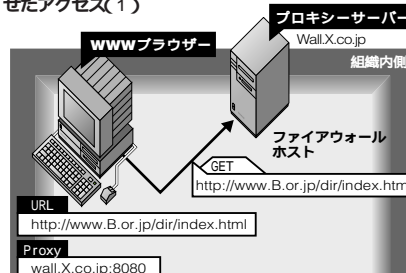 せたアクセス(1)
プロキシーサーバー
Wall.X.co.jp
WWWブラウザー
組織内側
ファイアウォール
ホスト
GET
http://www.B.or.jp/dir/index.htm
URL
http://www.B.or.jp/dir/index.html
Proxy
wall.X.co.jp:8080